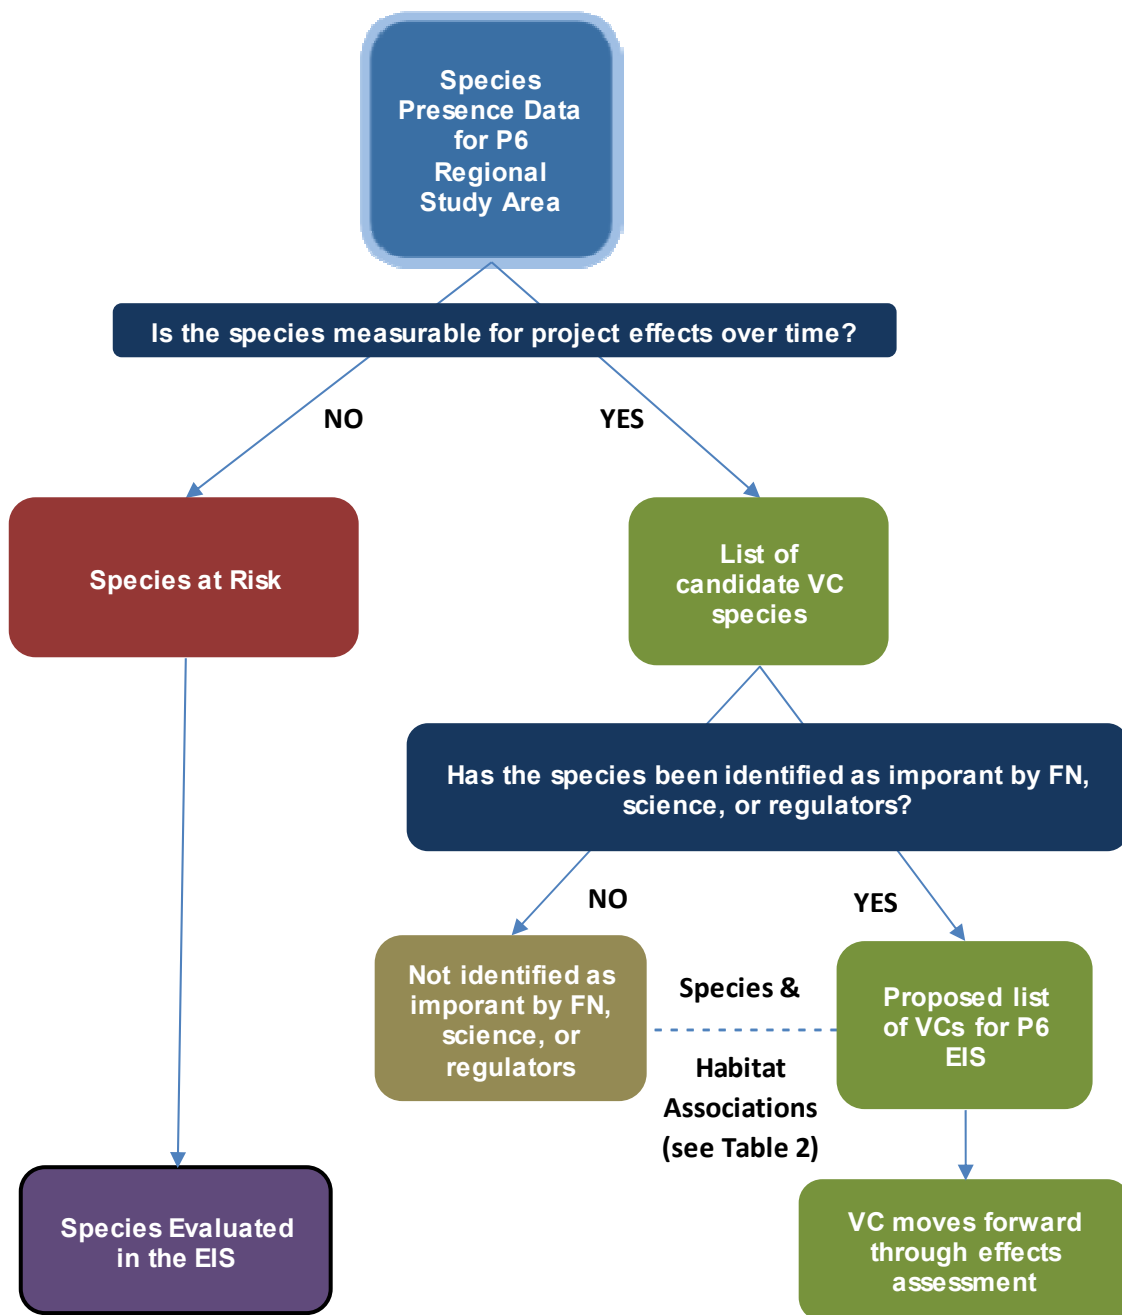 Species
Presence Data
for P6
Regional
Study Area
Is the species measurable for project effects over time?
NO
YES
Species at Risk
List of
candidate VC
species
Has the species been identified as imporant by FN,
science, or regulators?
NO
YES
Not identified as
imporant by FN,
science, or
regulators
Species &
Habitat
Associations
(see Table 2)
Proposed list
of VCs for P6
EIS
Species Evaluated
in the EIS
VC moves forward
through effects
assessment